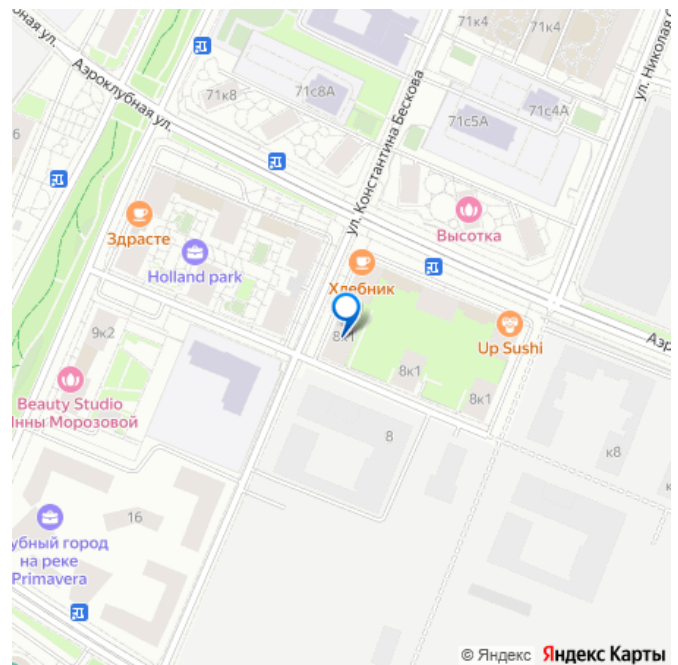 71к4
71к4
ная ул.
Аэроклубная ул.
71к8
71с8А
ул. Константина Бескова
71с5А
71с4А
ул. Николая
6
Здрасте
Holland park
Высотка
Хлебник
9к2
8к1
Up Sushi
Аэр
Beauty Studio
Инны Морозовой
8к1
8к1
8
к8
к
16
убный город
на реке
Primavera
© Яндекс Яндекс Карты